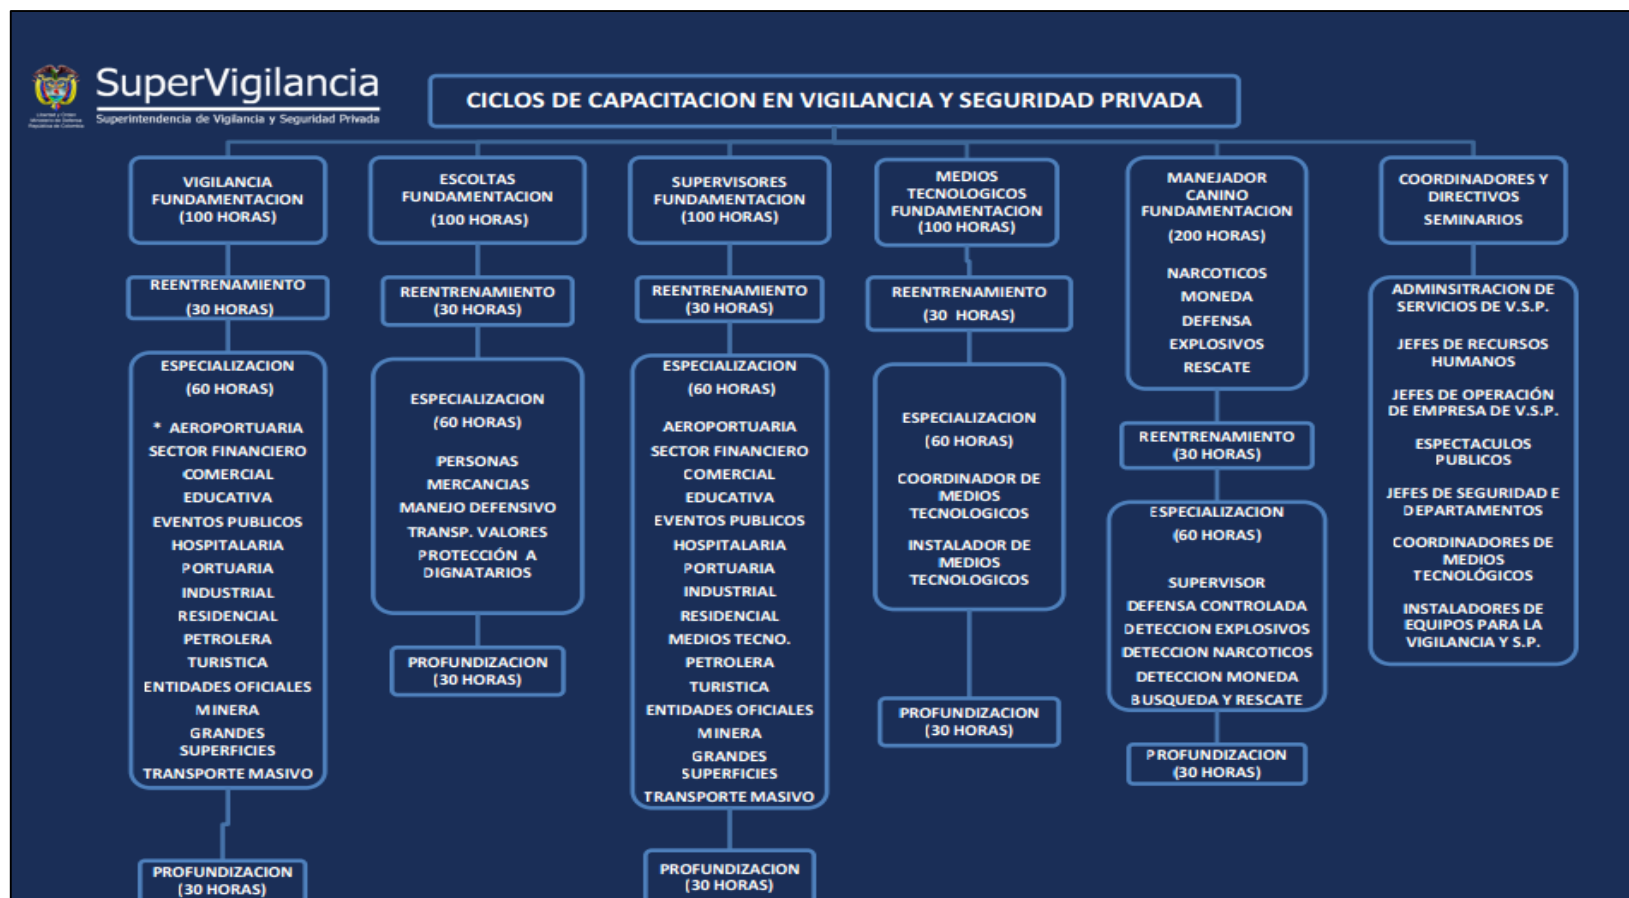 SuperVigilancia
Superintendencia de Vigilancia y Seguridad Privada
Libertad y Orden
Ministerio de Defensa
República de Colombia
CICLOS DE CAPACITACION EN VIGILANCIA Y SEGURIDAD PRIVADA
VIGILANCIA
FUNDAMENTACION
(100 HORAS)
REENTRENAMIENTO
(30 HORAS)
ESPECIALIZACION
(60 HORAS)
* AEROPORTUARIA
SECTOR FINANCIERO
COMERCIAL
EDUCATIVA
EVENTOS PUBLICOS
HOSPITALARIA
PORTUARIA
INDUSTRIAL
RESIDENCIAL
PETROLERA
TURISTICA
ENTIDADES OFICIALES
MINERA
GRANDES
SUPERFICIES
TRANSPORTE MASIVO
PROFUNDIZACION
(30 HORAS)
ESCOLTAS
FUNDAMENTACION
(100 HORAS)
REENTRENAMIENTO
(30 HORAS)
ESPECIALIZACION
(60 HORAS)
PERSONAS
MERCANCIAS
MANEJO DEFENSIVO
TRANSP. VALORES
PROTECCIÓN A
DIGNATARIOS
PROFUNDIZACION
(30 HORAS)
SUPERVISORES
FUNDAMENTACION
(100 HORAS)
REENTRENAMIENTO
(30 HORAS)
ESPECIALIZACION
(60 HORAS)
AEROPORTUARIA
SECTOR FINANCIERO
COMERCIAL
EDUCATIVA
EVENTOS PUBLICOS
HOSPITALARIA
PORTUARIA
INDUSTRIAL
RESIDENCIAL
MEDIOS TECNO.
PETROLERA
TURISTICA
ENTIDADES OFICIALES
MINERA
GRANDES
SUPERFICIES
TRANSPORTE MASIVO
PROFUNDIZACION
(30 HORAS)
MEDIOS
TECNOLOGICOS
FUNDAMENTACION
(100 HORAS)
REENTRENAMIENTO
(30 HORAS)
ESPECIALIZACION
(60 HORAS)
COORDINADOR DE
MEDIOS
TECNOLOGICOS
INSTALADOR DE
MEDIOS
TECNOLOGICOS
PROFUNDIZACION
(30 HORAS)
MANEJADOR
CANINO
FUNDAMENTACION
(200 HORAS)
NARCOTICOS
MONEDA
DEFENSA
EXPLOSIVOS
RESCATE
REENTRENAMIENTO
(30 HORAS)
ESPECIALIZACION
(60 HORAS)
SUPERVISOR
DEFENSA CONTROLADA
DETECCION EXPLOSIVOS
DETECCION NARCOTICOS
DETECCION MONEDA
BUSQUEDA Y RESCATE
PROFUNDIZACION
(30 HORAS)
COORDINADORES Y
DIRECTIVOS
SEMINARIOS
ADMINSITRACION DE
SERVICIOS DE V.S.P.
JEFES DE RECURSOS
HUMANOS
JEFES DE OPERACIÓN
DE EMPRESA DE V.S.P.
ESPECTACULOS
PUBLICOS
JEFES DE SEGURIDAD E
DEPARTAMENTOS
COORDINADORES DE
MEDIOS
TECNOLÓGICOS
INSTALADORES DE
EQUIPOS PARA LA
VIGILANCIA Y S.P.